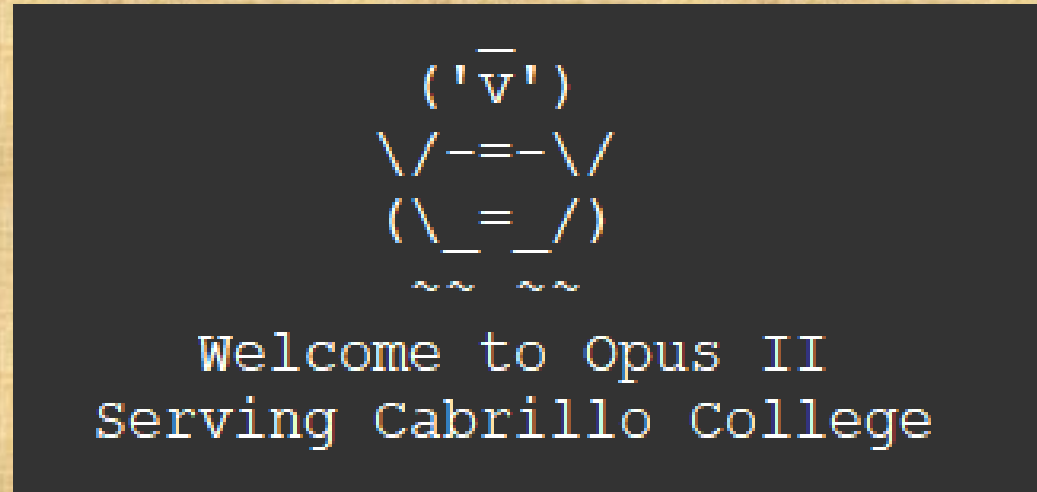 _
('v')
\/-=-\/
(\_=_/)
~~ ~~
Welcome to Opus II
Serving Cabrillo College